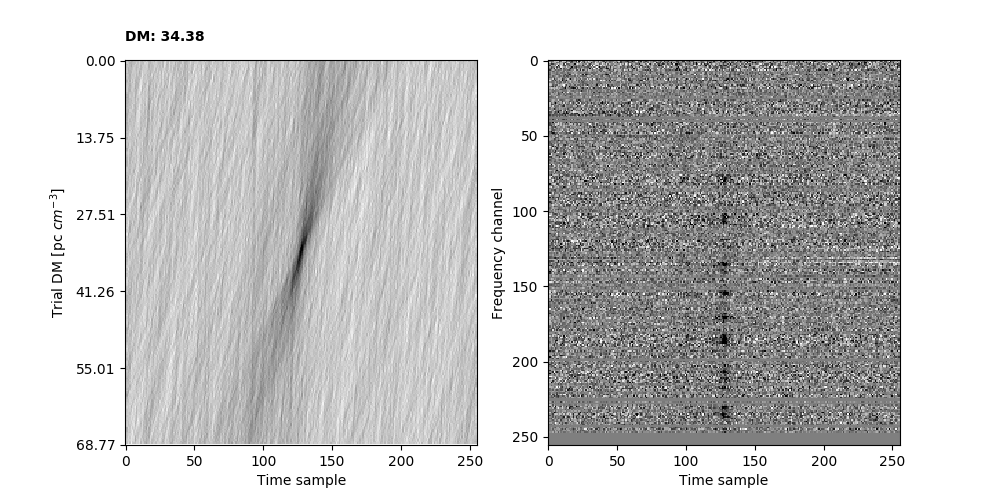 DM: 34.38
0.00
13.75
27.51
41.26
55.01
68.77
Trial DM [pc cm⁻³]
0 50 100 150 200 250
Time sample
0
50
100
150
200
250
Frequency channel
0 50 100 150 200 250
Time sample